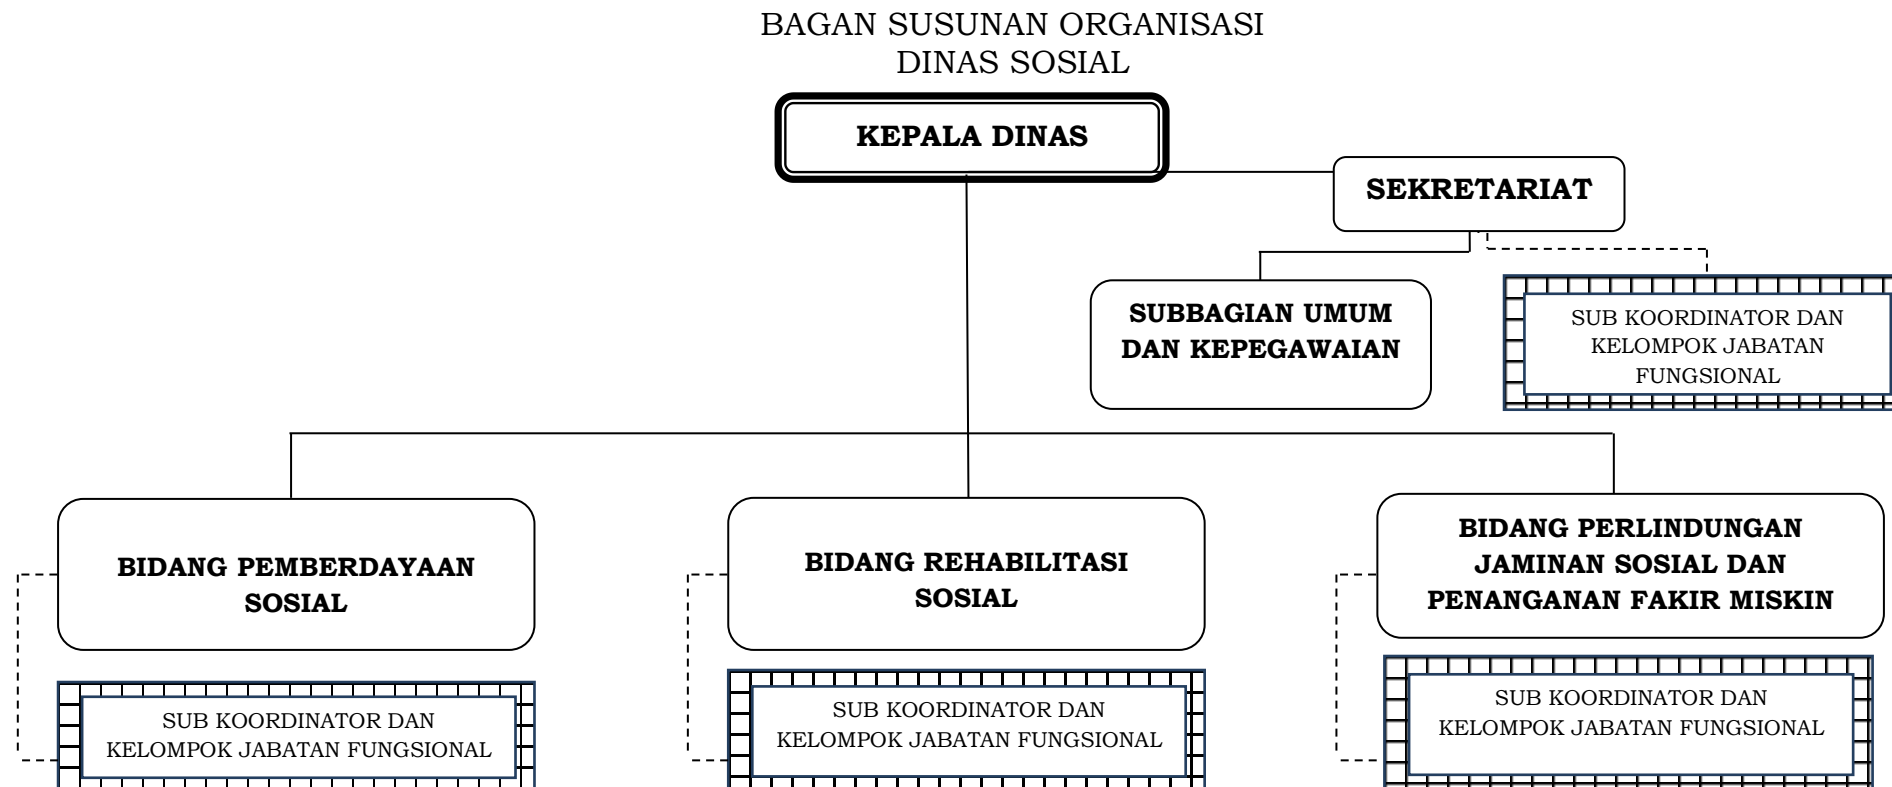 BAGAN SUSUNAN ORGANISASI
DINAS SOSIAL
KEPALA DINAS
SEKRETARIAT
SUBBAGIAN UMUM
DAN KEPEGAWAIAN
SUB KOORDINATOR DAN
KELOMPOK JABATAN
FUNGSIONAL
BIDANG PEMBERDAYAAN
SOSIAL
BIDANG REHABILITASI
SOSIAL
BIDANG PERLINDUNGAN
JAMINAN SOSIAL DAN
PENANGANAN FAKIR MISKIN
SUB KOORDINATOR DAN
KELOMPOK JABATAN FUNGSIONAL
SUB KOORDINATOR DAN
KELOMPOK JABATAN FUNGSIONAL
SUB KOORDINATOR DAN
KELOMPOK JABATAN FUNGSIONAL